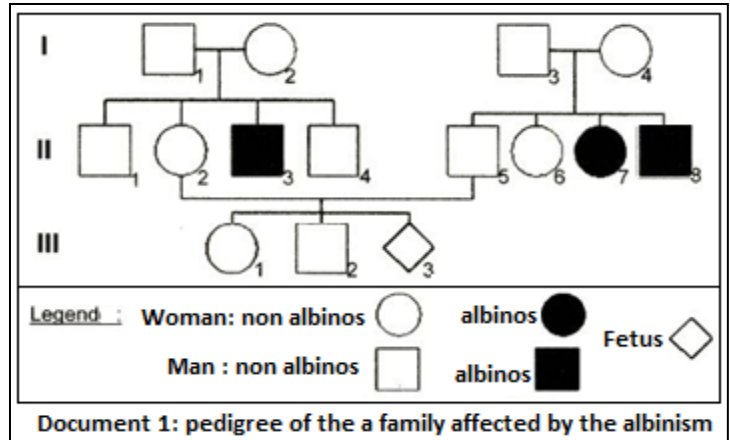 I
1 2 3 4
II
1 2 3 4 5 6 7 8
III
1 2 3
Legend : Woman: non albinos albinos Fetus
Man : non albinos albinos
Document 1: pedigree of the a family affected by the albinism